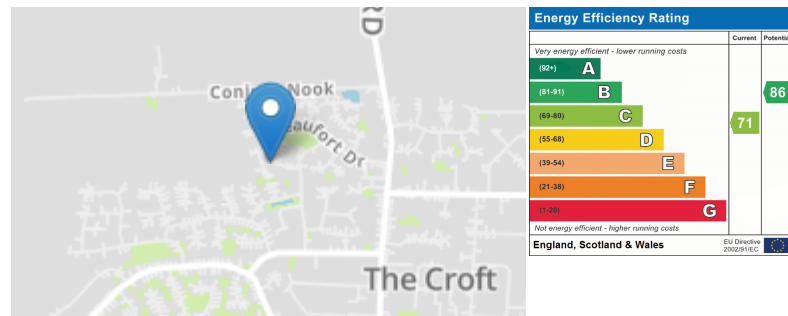 RD
Nook
Beaufort Dr
The Croft
Energy Efficiency Rating
Current
Very energy efficient - lower running costs
(92+) A
(81-91) B
86
(69-80) C
71
(55-68) D
(39-54) E
(21-38) F
(1-20) G
Not energy efficient - higher running costs
England, Scotland & Wales
EU Directive
2002/91/EC